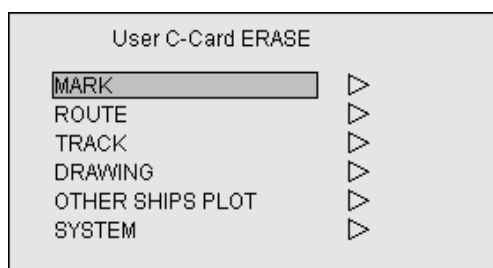 User C-Card ERASE
MARK
ROUTE
TRACK
DRAWING
OTHER SHIPS PLOT
SYSTEM